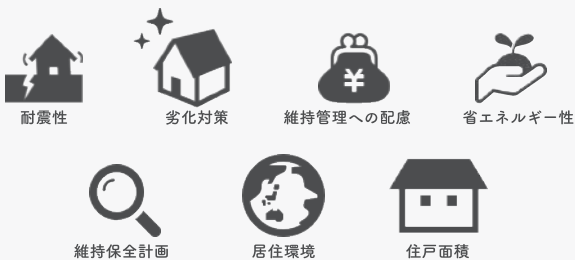 耐震性
劣化対策
¥
維持管理への配慮
省エネルギー性
維持保全計画
居住環境
住戸面積